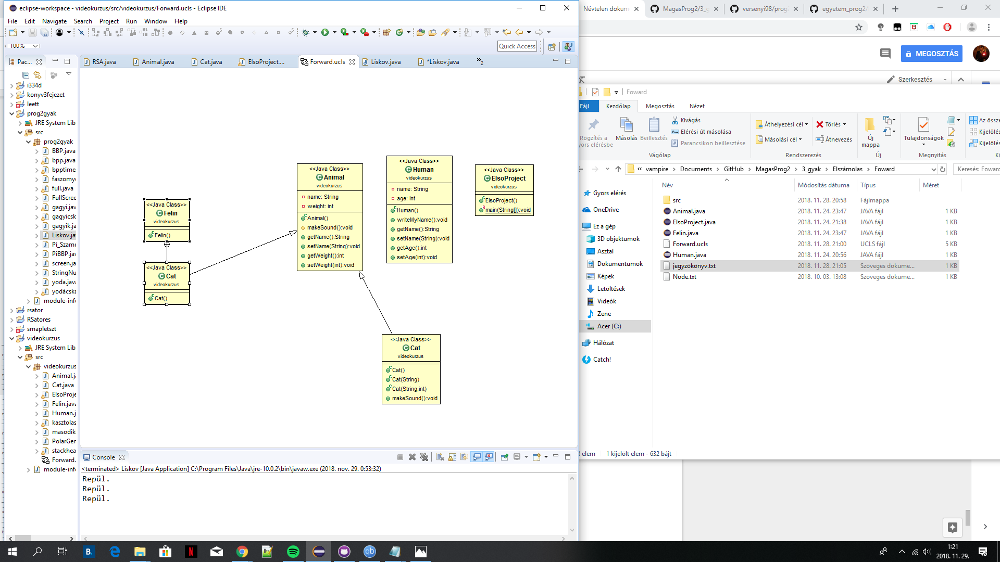 eclipse-workspace - videokurzus/src/videokurzus/Forward.ucls - Eclipse IDE
File Edit Navigate Search Project Run Window Help
Quick Access
100%
Pac...
RSA.java
Animal.java
Cat.java
ElsoProject....
Forward.ucls
Liskov.java
*Liskov.java
»2
i334d
konyv3fejezet
leett
prog2gyak
JRE System Lib
src
prog2gyak
BBP.java
bpp.java
bpptime
faszomy
full.java
FullScree
gagyi.jav
gagyicsk
gagyik.ja
Liskov.jav
Pi_Szamo
PiBBP.jav
screen.ja
StringNu
yoda.java
yodácska
module-info
rsator
RSatores
smapletszt
videokurzus
JRE System Lib
src
videokurzus
Animal.ja
Cat.java
ElsoProje
Felin.java
Human.j
kasztolas
masodik
PolarGen
stackhea
Forward.
module-info
<<Java Class>>
Felin
videokurzus
Felin()
<<Java Class>>
Cat
videokurzus
Cat()
<<Java Class>>
Animal
videokurzus
name: String
weight: int
Animal()
makeSound():void
getName():String
setName(String):void
getWeight():int
setWeight(int):void
<<Java Class>>
Human
videokurzus
name: String
age: int
Human()
writeMyName():void
getName():String
setName(String):void
getAge():int
setAge(int):void
<<Java Class>>
ElsoProject
videokurzus
ElsoProject()
main(String[]):void
<<Java Class>>
Cat
videokurzus
Cat()
Cat(String)
Cat(String,int)
makeSound():void
Console
<terminated> Liskov [Java Application] C:\Program Files\Java\jre-10.0.2\bin\javaw.exe (2018. nov. 29. 0:53:32)
Repül.
Repül.
Repül.
Névtelen dokum
MagasProg2/3_g
versenyi98/prog
egyetem_prog2/
MEGOSZTÁS
Szerkesztés
Foward
Fájl Kezdőlap Megosztás Nézet
Rögzítés a
yors elérésbe
Másolás
Beillesztés
Kivágás
Elérési út másolása
Parancsikon beillesztése
Vágólap
Áthelyezési cél
Másolási cél
Törlés
Átnevezés
Rendszerezés
Új
mappa
Új
Tulajdonságok
Megnyitás
Az össze
Kijelölés
Kijelölés
Ki
« vampire > Documents > GitHub > MagasProg2 > 3_gyak > Elszámolas > Foward
Keresés: Foward
Gyors elérés
OneDrive
Ez a gép
3D objektumok
Asztal
Dokumentumok
Képek
Letöltések
Videók
Zene
Acer (C:)
Hálózat
Catch!
Név Módosítás dátuma Típus Méret
src 2018. 11. 28. 20:58 Fájlmappa
Animal.java 2018. 11. 24. 23:47 JAVA fájl 1 KB
ElsoProject.java 2018. 11. 24. 21:38 JAVA fájl 1 KB
Felin.java 2018. 11. 24. 23:47 JAVA fájl 1 KB
Forward.ucls 2018. 11. 28. 21:00 UCLS fájl 5 KB
Human.java 2018. 11. 24. 20:56 JAVA fájl 1 KB
jegyzőkönyv.txt 2018. 11. 28. 21:05 Szöveges dokume... 1 KB
Node.txt 2018. 10. 03. 13:08 Szöveges dokume... 1 KB
elem 1 kijelölt elem - 632 bájt
1:21
2018. 11. 29.